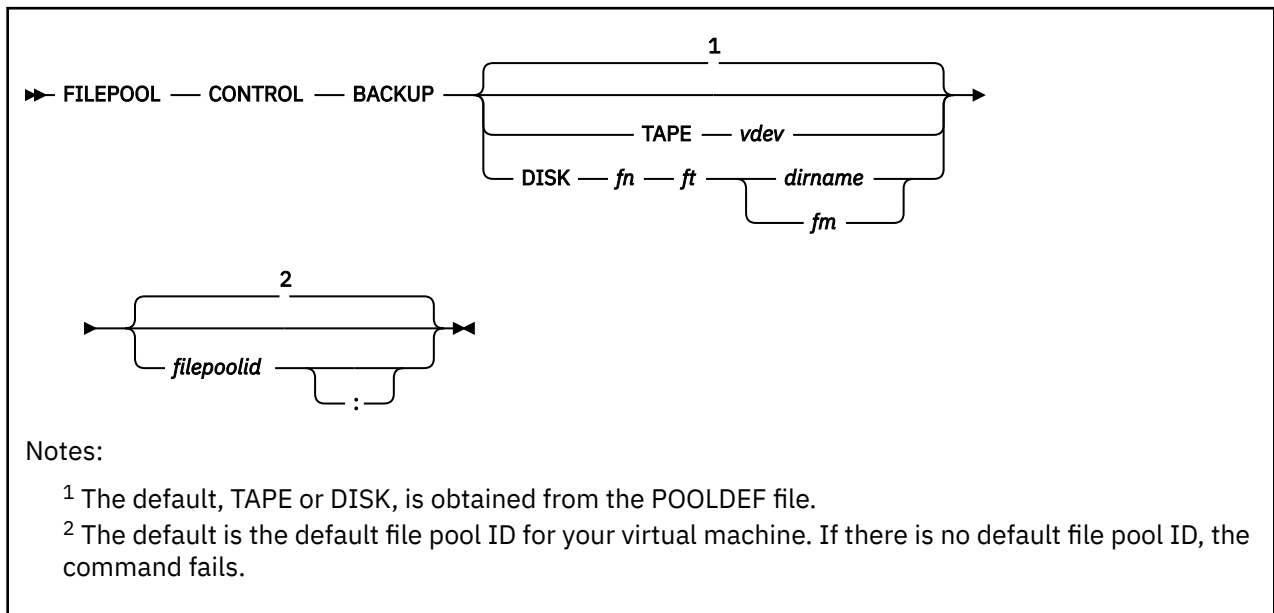 1
FILEPOOL CONTROL BACKUP
TAPE vdev
DISK fn ft dirname
fm
2
filepoolid
:
Notes:
1 The default, TAPE or DISK, is obtained from the POOLDEF file.
2 The default is the default file pool ID for your virtual machine. If there is no default file pool ID, the
command fails.